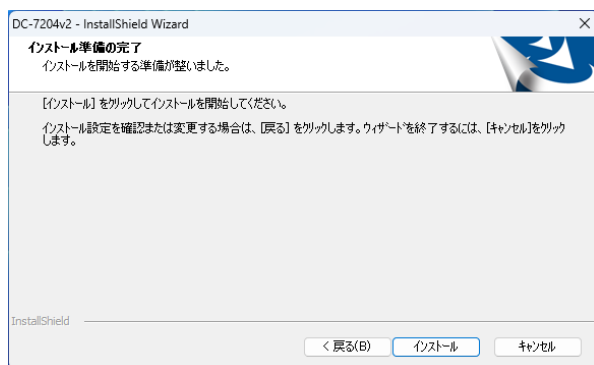 DC-7204v2 - InstallShield Wizard
インストール準備の完了
インストールを開始する準備が整いました。
[インストール] をクリックしてインストールを開始してください。
インストール設定を確認または変更する場合は、[戻る] をクリックします。ウィザードを終了するには、[キャンセル]をクリック
します。
InstallShield
< 戻る(B)
インストール
キャンセル